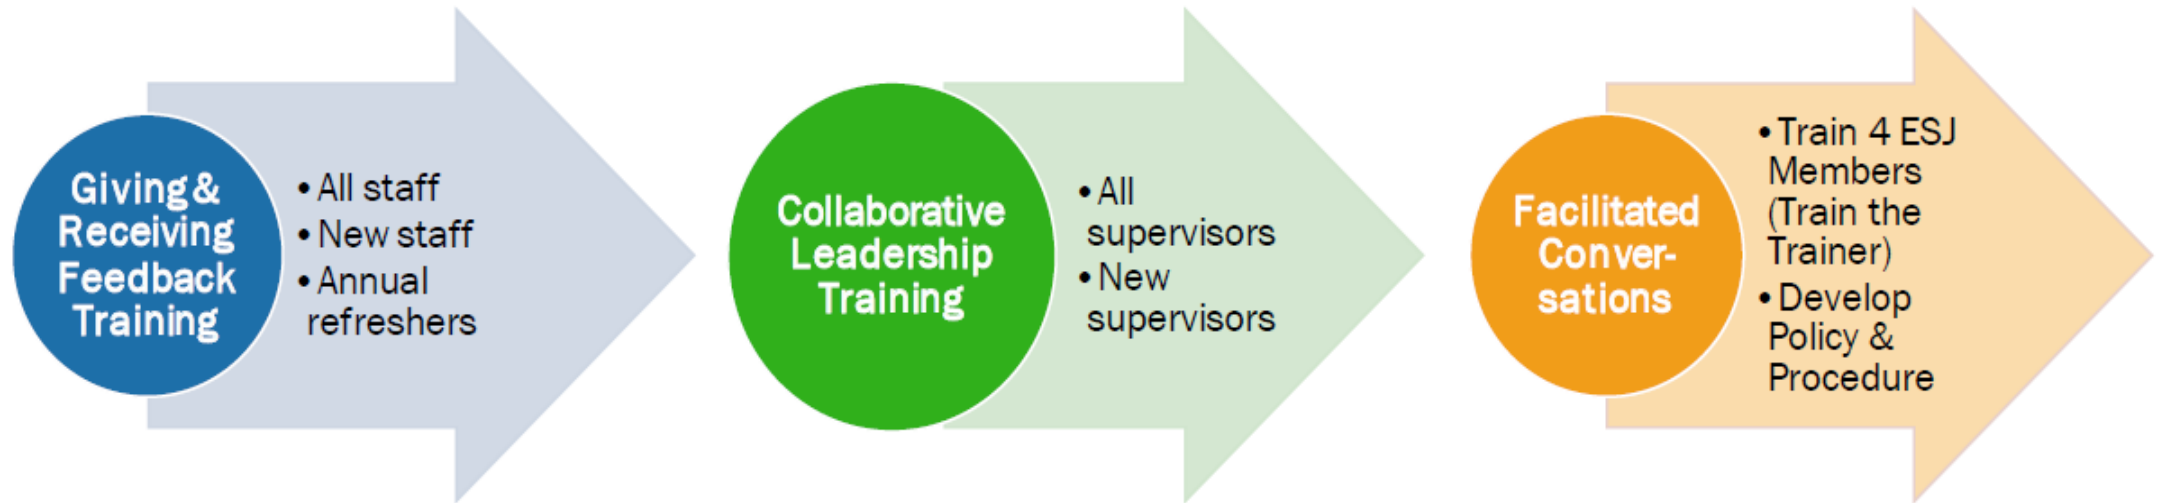 Giving &
Receiving
Feedback
Training
• All staff
• New staff
• Annual
refreshers
Collaborative
Leadership
Training
• All
supervisors
• New
supervisors
Facilitated
Conver-
sations
• Train 4 ESJ
Members
(Train the
Trainer)
• Develop
Policy &
Procedure